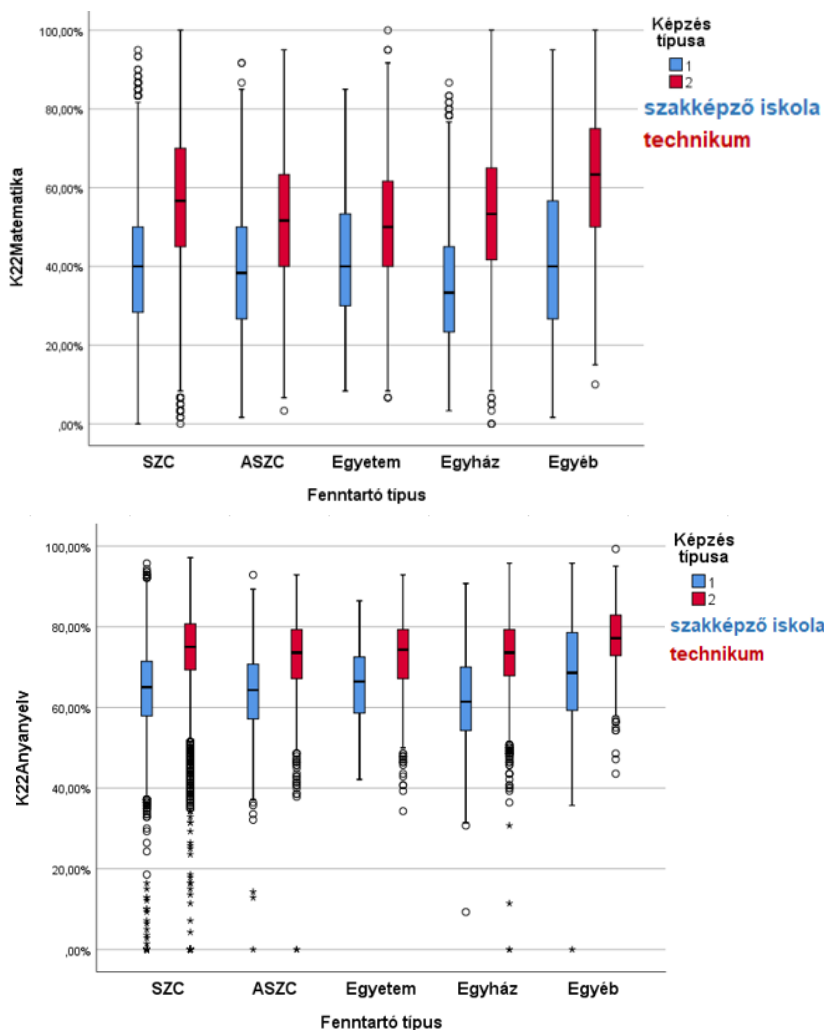 Képzés
típusa
1
2
szakképző iskola
technikum
100,00%
80,00%
60,00%
40,00%
20,00%
,00%
K22Matematika
SZC ASZC Egyetem Egyház Egyéb
Fenntartó típus
Képzés
típusa
1
2
szakképző iskola
technikum
100,00%
80,00%
60,00%
40,00%
20,00%
,00%
K22Anyanyelv
SZC ASZC Egyetem Egyház Egyéb
Fenntartó típus